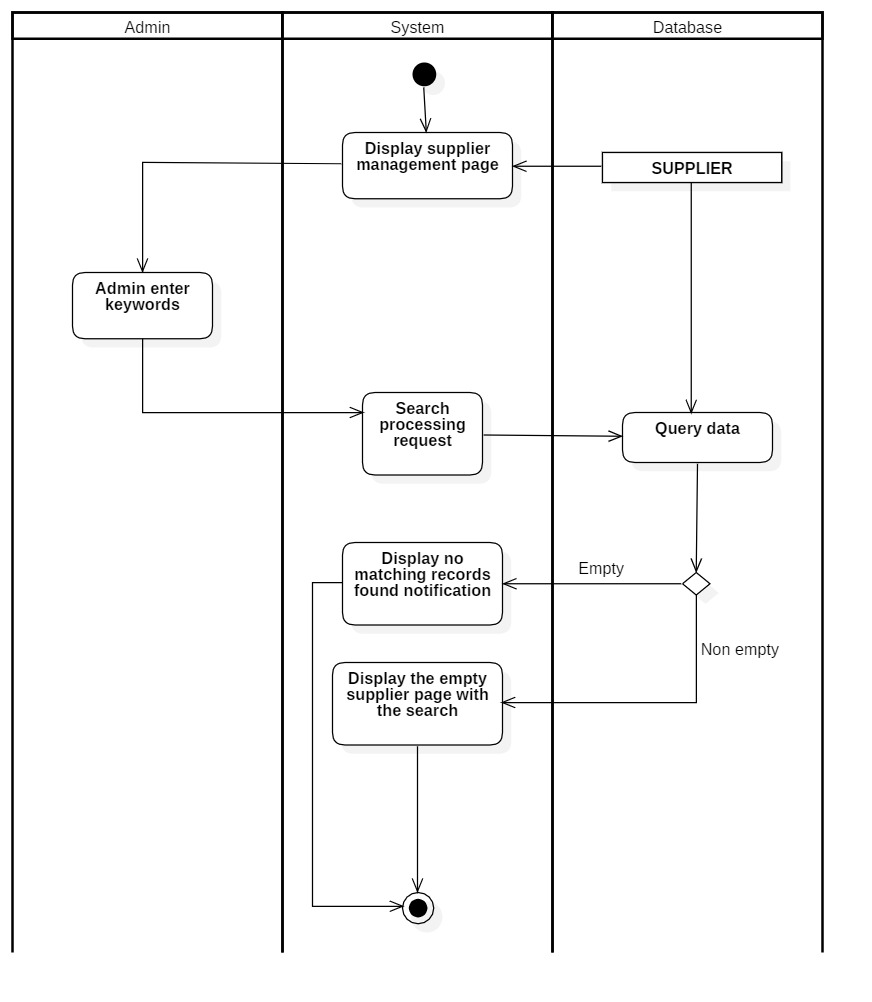 Admin
System
Database
Display supplier
management page
SUPPLIER
Admin enter
keywords
Search
processing
request
Query data
Display no
matching records
found notification
Empty
Non empty
Display the empty
supplier page with
the search